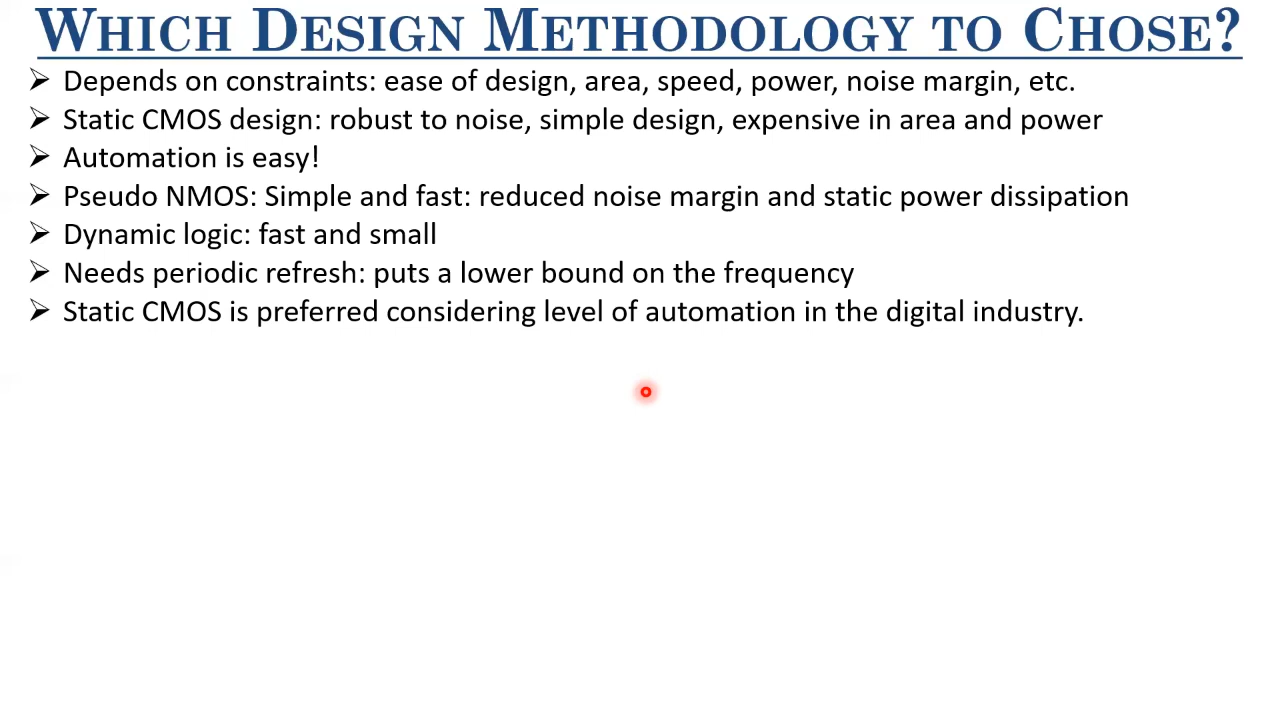 WHICH DESIGN METHODOLOGY TO CHOSE?
➢ Depends on constraints: ease of design, area, speed, power, noise margin, etc.
➢ Static CMOS design: robust to noise, simple design, expensive in area and power
➢ Automation is easy!
➢ Pseudo NMOS: Simple and fast: reduced noise margin and static power dissipation
➢ Dynamic logic: fast and small
➢ Needs periodic refresh: puts a lower bound on the frequency
➢ Static CMOS is preferred considering level of automation in the digital industry.